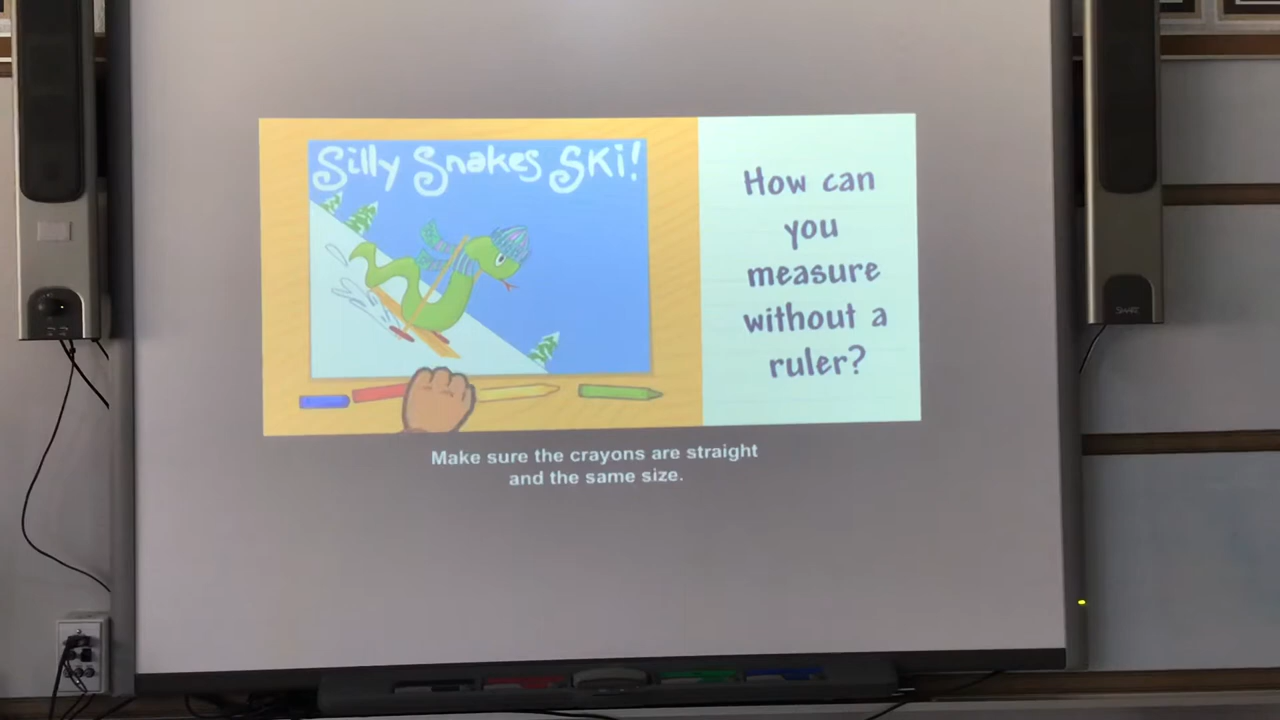 Silly Snakes Ski!
How can
you
measure
without a
ruler?
Make sure the crayons are straight
and the same size.
SMART